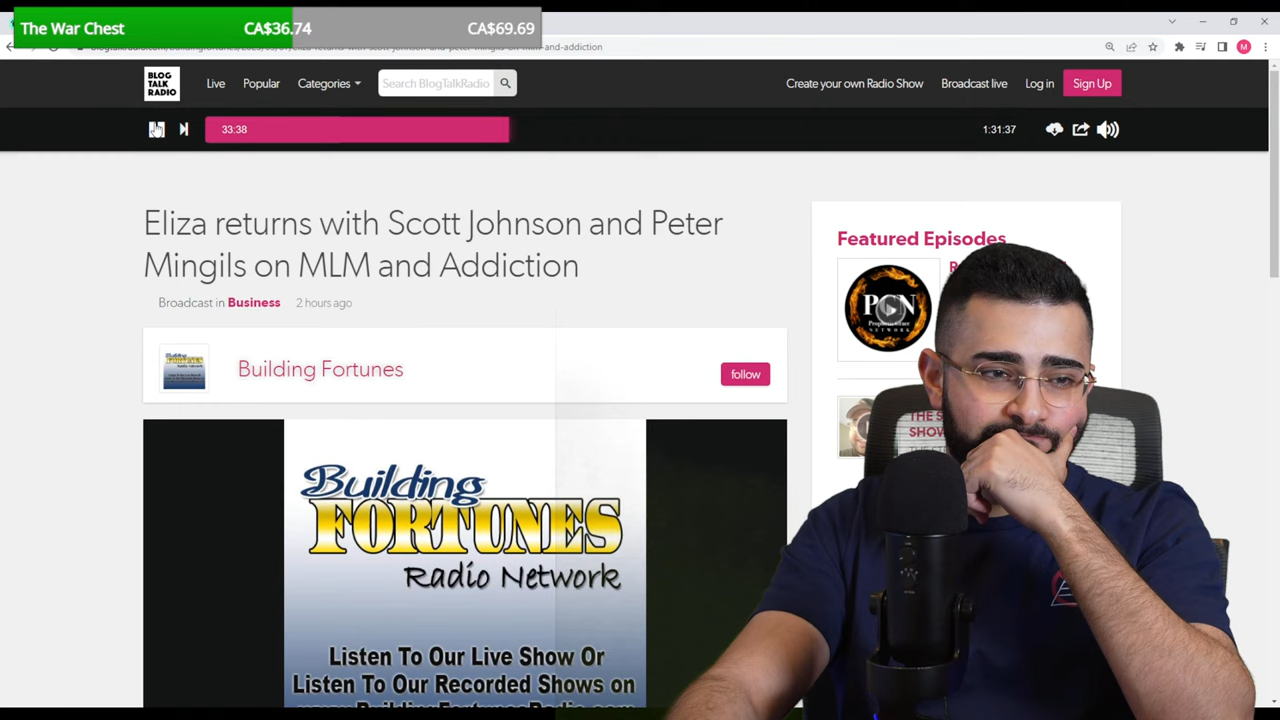 The War Chest CA$36.74 CA$69.69
BLOG TALK RADIO
Live Popular Categories Search BlogTalkRadio Create your own Radio Show Broadcast live Log in Sign Up
33:38 1:31:37
Eliza returns with Scott Johnson and Peter
Mingils on MLM and Addiction
Broadcast in Business 2 hours ago
Building Fortunes follow
Building
FORTUNES
Radio Network
Listen To Our Live Show Or
Listen To Our Recorded Shows on
Featured Episodes
PCN
THE S
SHOW